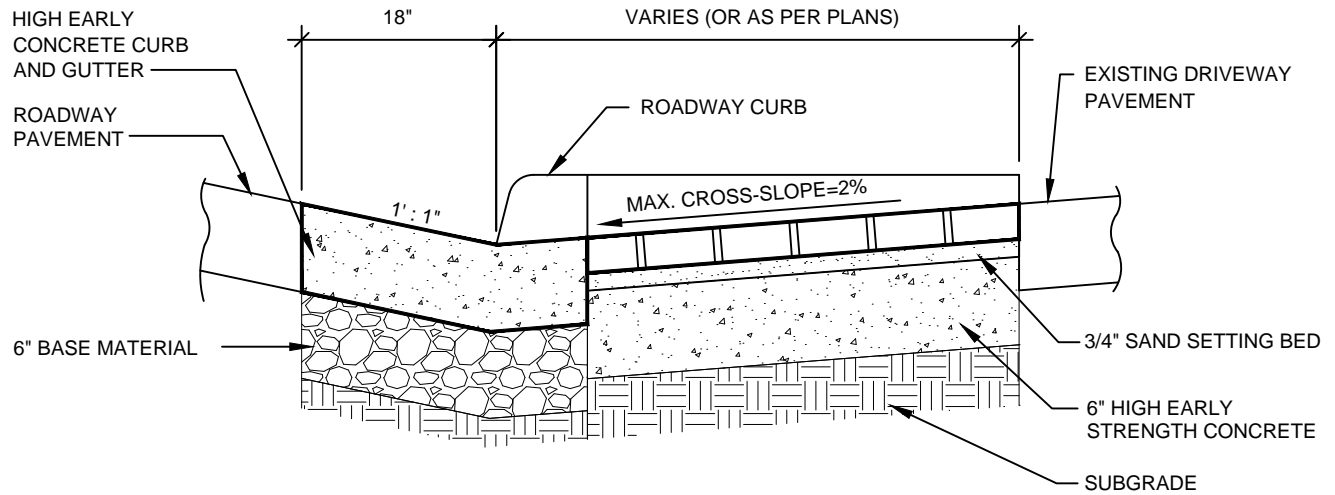 HIGH EARLY
CONCRETE CURB
AND GUTTER
18"
VARIES (OR AS PER PLANS)
ROADWAY
PAVEMENT
ROADWAY CURB
EXISTING DRIVEWAY
PAVEMENT
1' : 1"
MAX. CROSS-SLOPE=2%
6" BASE MATERIAL
3/4" SAND SETTING BED
6" HIGH EARLY
STRENGTH CONCRETE
SUBGRADE